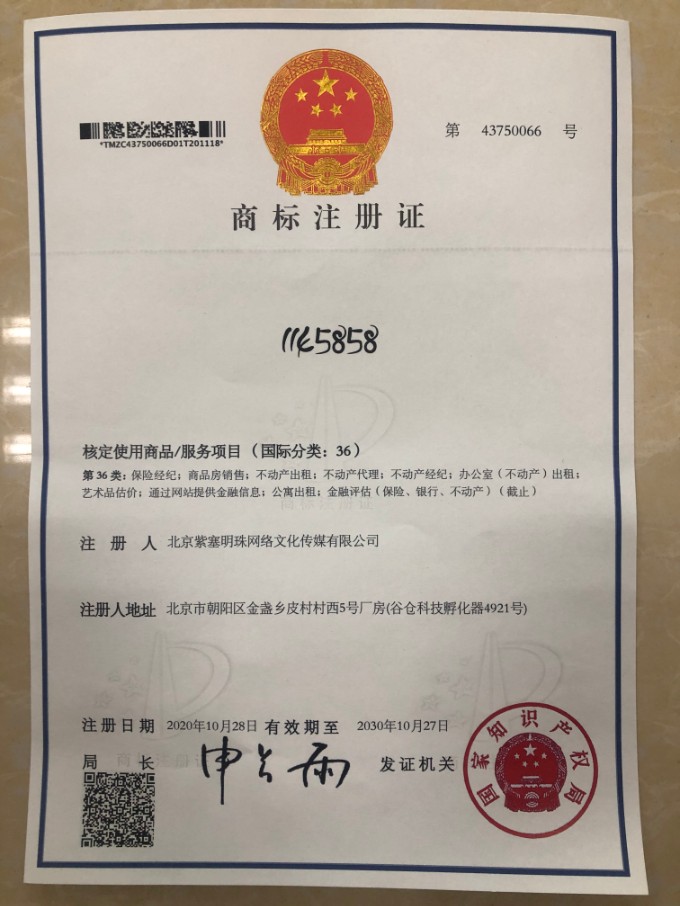 *TMZC43750066D01T201118*
第 43750066 号
商标注册证
1145858
核定使用商品/服务项目（国际分类：36）
第36类：保险经纪；商品房销售；不动产出租；不动产代理；不动产经纪；办公室（不动产）出租；
艺术品估价；通过网站提供金融信息；公寓出租；金融评估（保险、银行、不动产）（截止）
注册人 北京紫塞明珠网络文化传媒有限公司
注册人地址 北京市朝阳区金盏乡皮村村西5号厂房(谷仓科技孵化器4921号)
注册日期 2020年10月28日 有效期至 2030年10月27日
局长 申长雨 发证机关
国家知识产权局